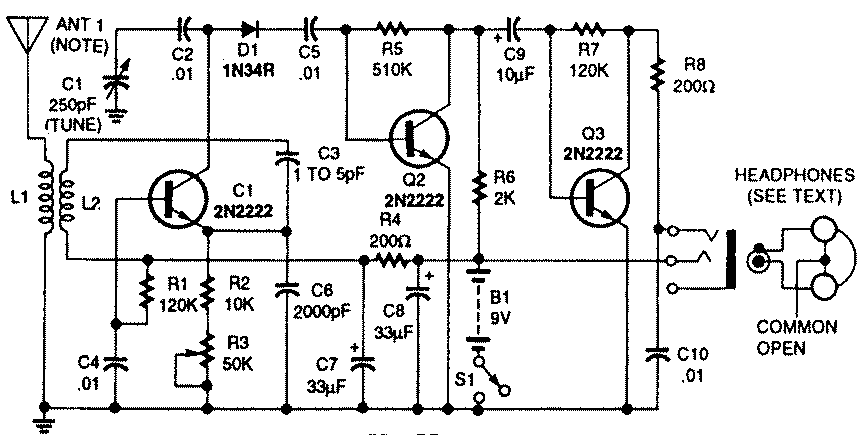 ANT 1
(NOTE)
C1
250pF
(TUNE)
C2
.01
D1
1N34R
C5
.01
R5
510K
C9
+
10µF
R7
120K
R8
200Ω
L1
L2
C3
1 TO 5pF
C1
2N2222
Q2
2N2222
R6
2K
Q3
2N2222
R4
200Ω
HEADPHONES
(SEE TEXT)
R1
120K
R2
10K
C6
2000pF
+
C8
33µF
B1
9V
R3
50K
C4
.01
+
C7
33µF
S1
C10
.01
COMMON
OPEN